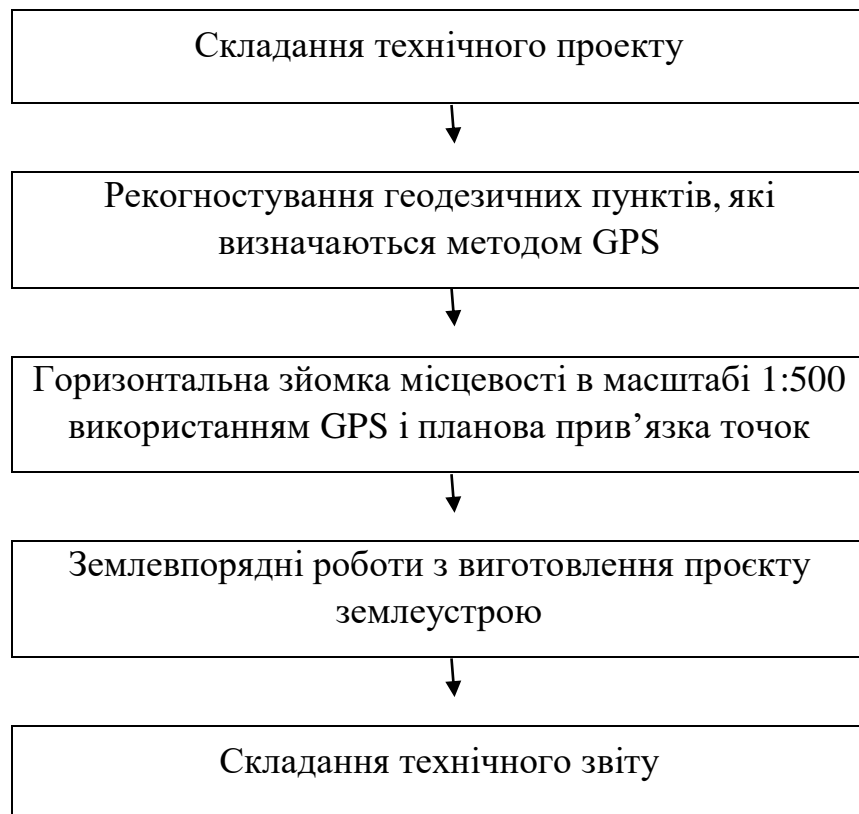 Складання технічного проекту
Рекогностування геодезичних пунктів, які
визначаються методом GPS
Горизонтальна зйомка місцевості в масштабі 1:500
використанням GPS і планова прив’язка точок
Землевпорядні роботи з виготовлення проєкту
землеустрою
Складання технічного звіту